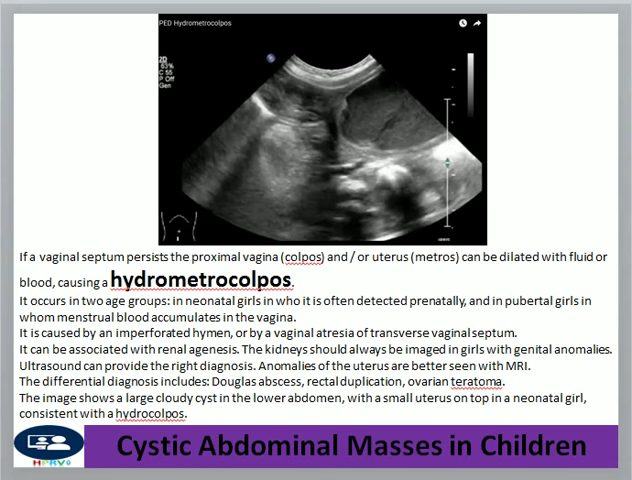 PED Hydrometrocolpos
2D
63%
C 55
P Off
Gen
If a vaginal septum persists the proximal vagina (colpos) and / or uterus (metros) can be dilated with fluid or
blood, causing a hydrometrocolpos.
It occurs in two age groups: in neonatal girls in who it is often detected prenatally, and in pubertal girls in
whom menstrual blood accumulates in the vagina.
It is caused by an imperforated hymen, or by a vaginal atresia of transverse vaginal septum.
It can be associated with renal agenesis. The kidneys should always be imaged in girls with genital anomalies.
Ultrasound can provide the right diagnosis. Anomalies of the uterus are better seen with MRI.
The differential diagnosis includes: Douglas abscess, rectal duplication, ovarian teratoma.
The image shows a large cloudy cyst in the lower abdomen, with a small uterus on top in a neonatal girl,
consistent with a hydrocolpos.
Cystic Abdominal Masses in Children